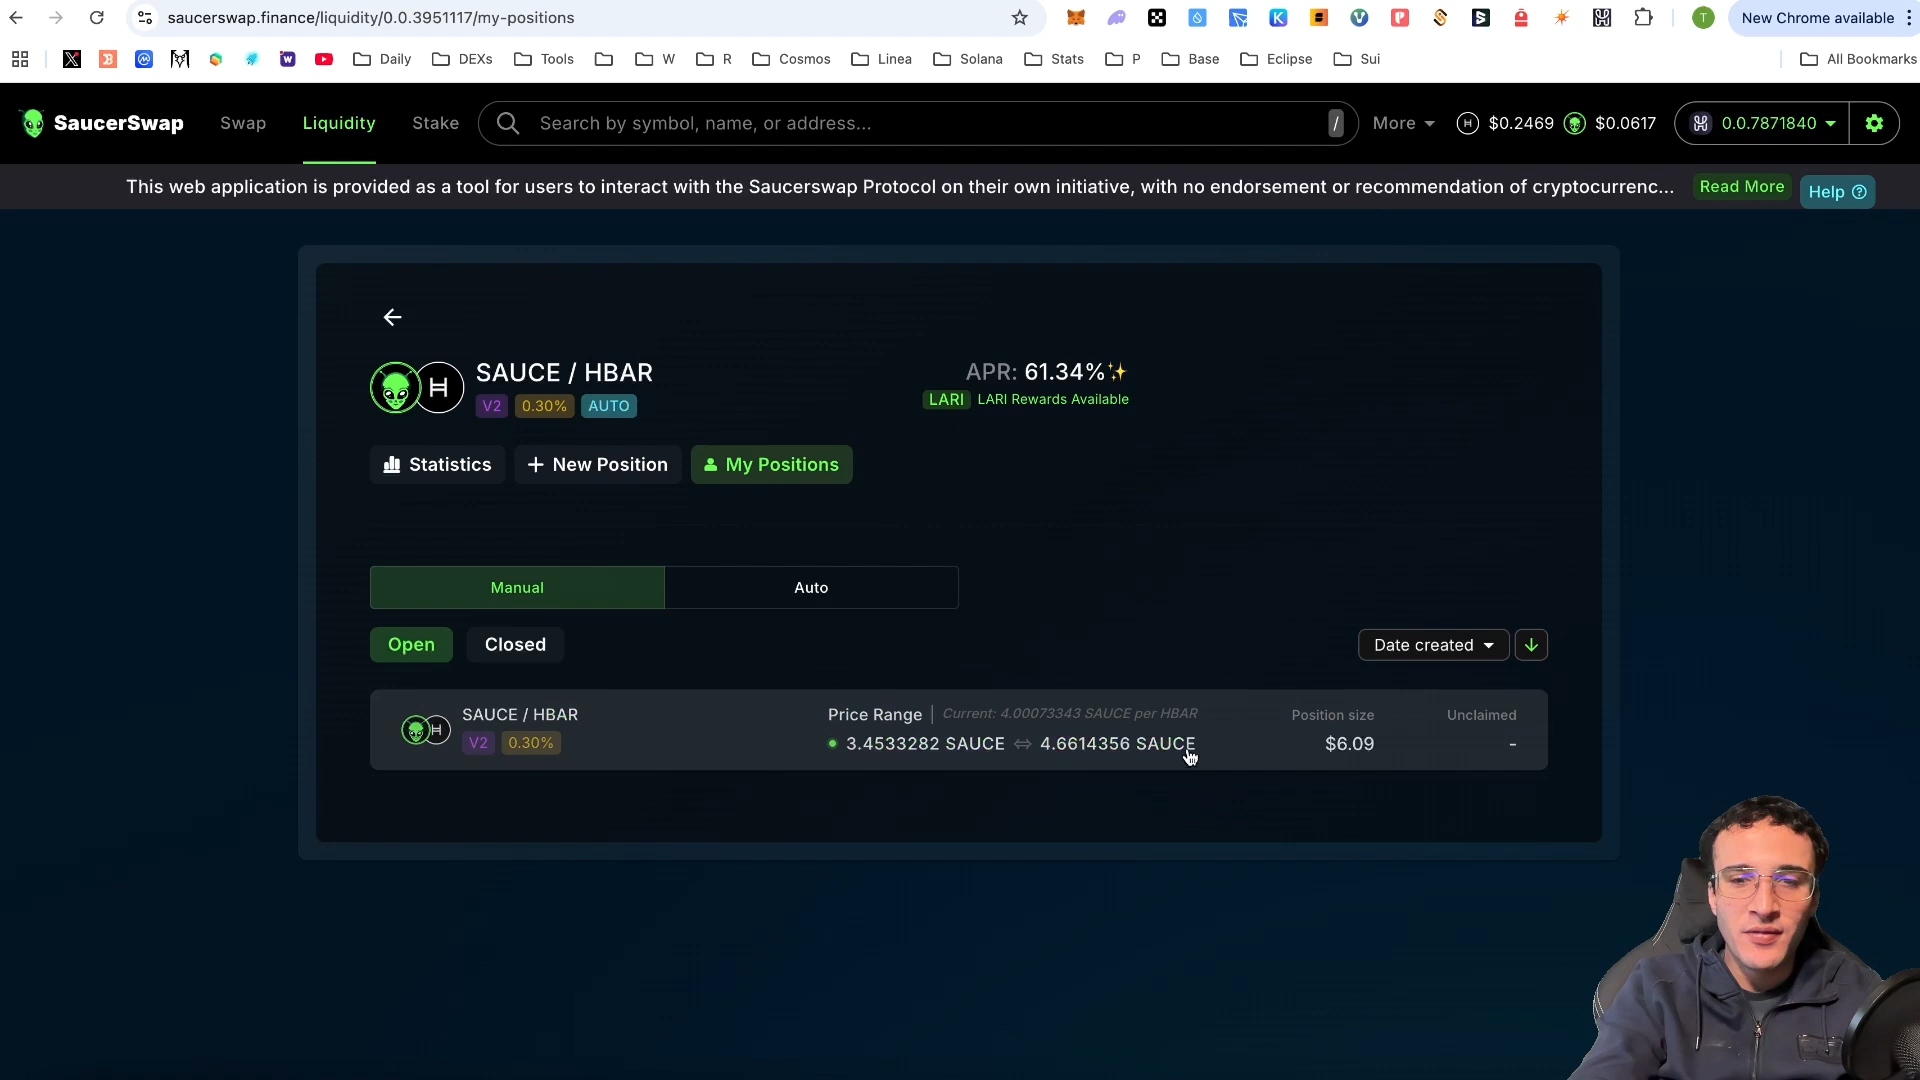 saucerswap.finance/liquidity/0.0.3951117/my-positions
T
New Chrome available
Daily
DEXs
Tools
W
R
Cosmos
Linea
Solana
Stats
P
Base
Eclipse
Sui
All Bookmarks
SaucerSwap
Swap
Liquidity
Stake
Search by symbol, name, or address...
/
More
$0.2469
$0.0617
0.0.7871840
This web application is provided as a tool for users to interact with the Saucerswap Protocol on their own initiative, with no endorsement or recommendation of cryptocurrenc...
Read More
Help
SAUCE / HBAR
V2
0.30%
AUTO
APR: 61.34%
LARI
LARI Rewards Available
Statistics
+ New Position
My Positions
Manual
Auto
Open
Closed
Date created
SAUCE / HBAR
V2
0.30%
Price Range
Current: 4.00073343 SAUCE per HBAR
3.4533282 SAUCE ⇔ 4.6614356 SAUCE
Position size
$6.09
Unclaimed
-